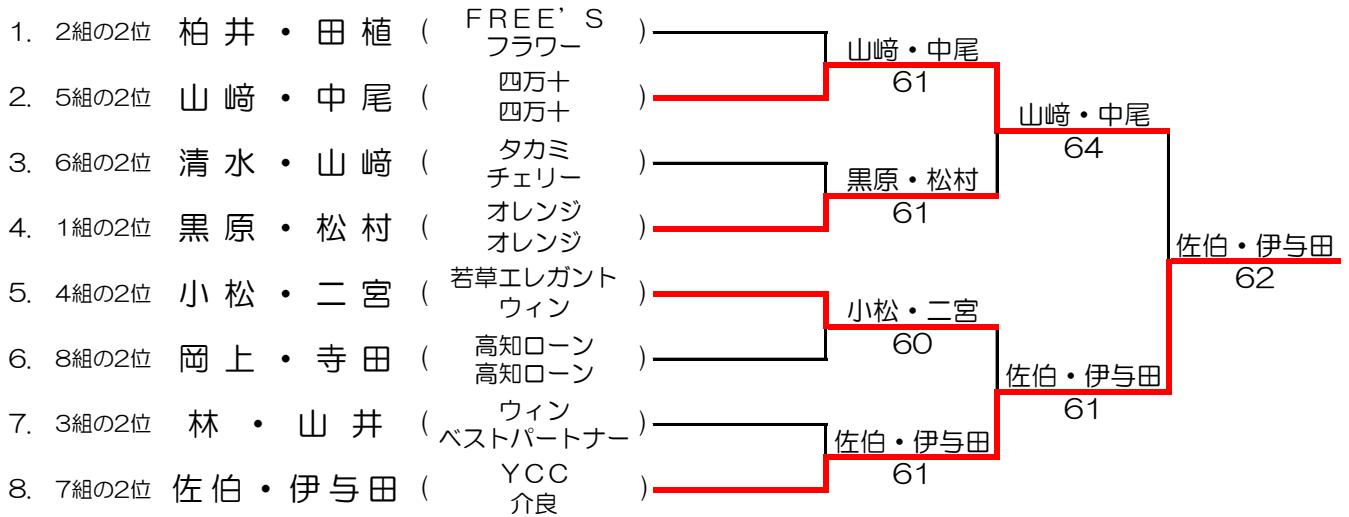 1. 2組の2位 柏井・田植 ( FREE'S
フラワー )
2. 5組の2位 山﨑・中尾 ( 四万十
四万十 )
3. 6組の2位 清水・山﨑 ( タカミ
チェリー )
4. 1組の2位 黒原・松村 ( オレンジ
オレンジ )
5. 4組の2位 小松・二宮 ( 若草エレガント
ウィン )
6. 8組の2位 岡上・寺田 ( 高知ローン
高知ローン )
7. 3組の2位 林・山井 ( ウィン
ベストパートナー )
8. 7組の2位 佐伯・伊与田 ( YCC
介良 )
山﨑・中尾
61
黒原・松村
61
小松・二宮
60
佐伯・伊与田
61
山﨑・中尾
64
佐伯・伊与田
61
佐伯・伊与田
62